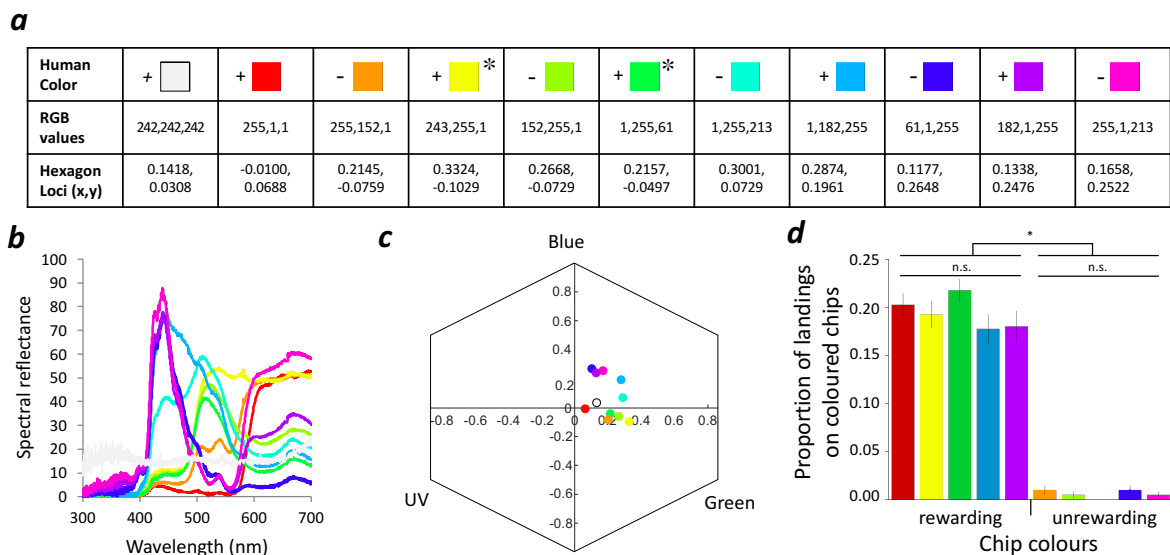 a
Human Color + + - + * - + * - + - + -
RGB values 242,242,242 255,1,1 255,152,1 243,255,1 152,255,1 1,255,61 1,255,213 1,182,255 61,1,255 182,1,255 255,1,213
Hexagon Loci (x,y) 0.1418, 0.0308 -0.0100, 0.0688 0.2145, -0.0759 0.3324, -0.1029 0.2668, -0.0729 0.2157, -0.0497 0.3001, 0.0729 0.2874, 0.1961 0.1177, 0.2648 0.1338, 0.2476 0.1658, 0.2522
b
Spectral reflectance
100
90
80
70
60
50
40
30
20
10
0
300 400 500 600 700
Wavelength (nm)
c
Blue
0.8
0.6
0.4
0.2
0
-0.8 -0.6 -0.4 -0.2 0 0.2 0.4 0.6 0.8
-0.2
-0.4
-0.6
-0.8
UV
Green
d
Proportion of landings
on coloured chips
*
n.s. n.s.
0.25
0.20
0.15
0.10
0.05
0.00
rewarding unrewarding
Chip colours